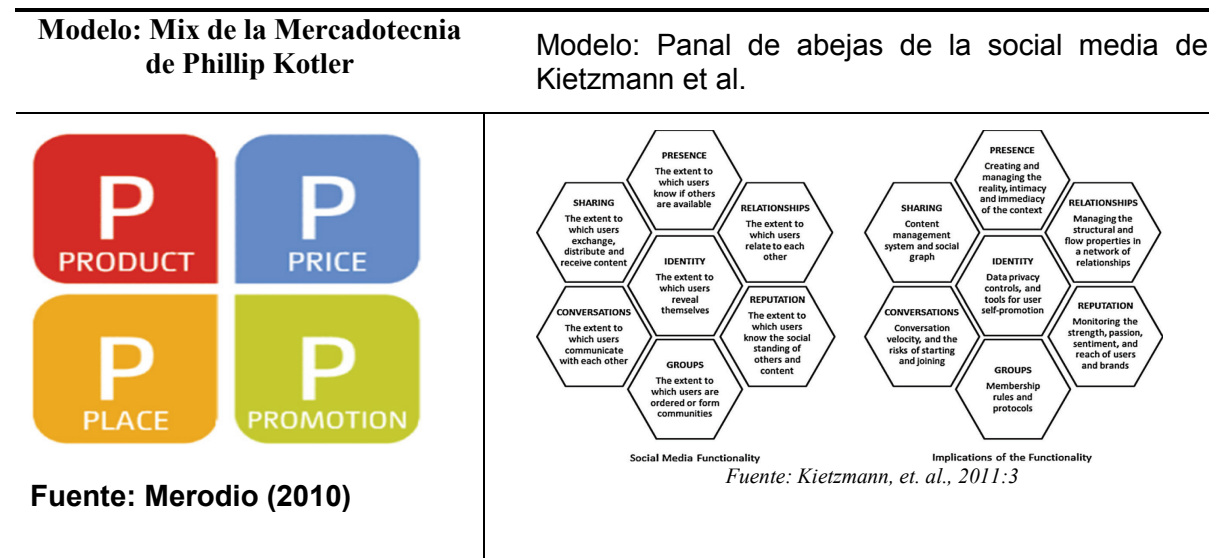 Modelo: Mix de la Mercadotecnia
de Phillip Kotler
Modelo: Panal de abejas de la social media de
Kietzmann et al.
P
PRODUCT
P
PRICE
P
PLACE
P
PROMOTION
Fuente: Merodio (2010)
PRESENCE
The extent to
which users
know if others
are available
SHARING
The extent to
which users
exchange,
distribute and
receive content
RELATIONSHIPS
The extent to
which users
relate to each
other
IDENTITY
The extent to
which users
reveal
themselves
CONVERSATIONS
The extent to
which users
communicate
with each other
REPUTATION
The extent to
which users
know the social
standing of
others and
content
GROUPS
The extent to
which users are
ordered or form
communities
Social Media Functionality
PRESENCE
Creating and
managing the
reality, intimacy
and immediacy
of the context
SHARING
Content
management
system and social
graph
RELATIONSHIPS
Managing the
structural and
flow properties in
a network of
relationships
IDENTITY
Data privacy
controls, and
tools for user
self-promotion
CONVERSATIONS
Conversation
velocity, and the
risks of starting
and joining
REPUTATION
Monitoring the
strength, passion,
sentiment, and
reach of users
and brands
GROUPS
Membership
rules and
protocols
Implications of the Functionality
Fuente: Kietzmann, et. al., 2011:3